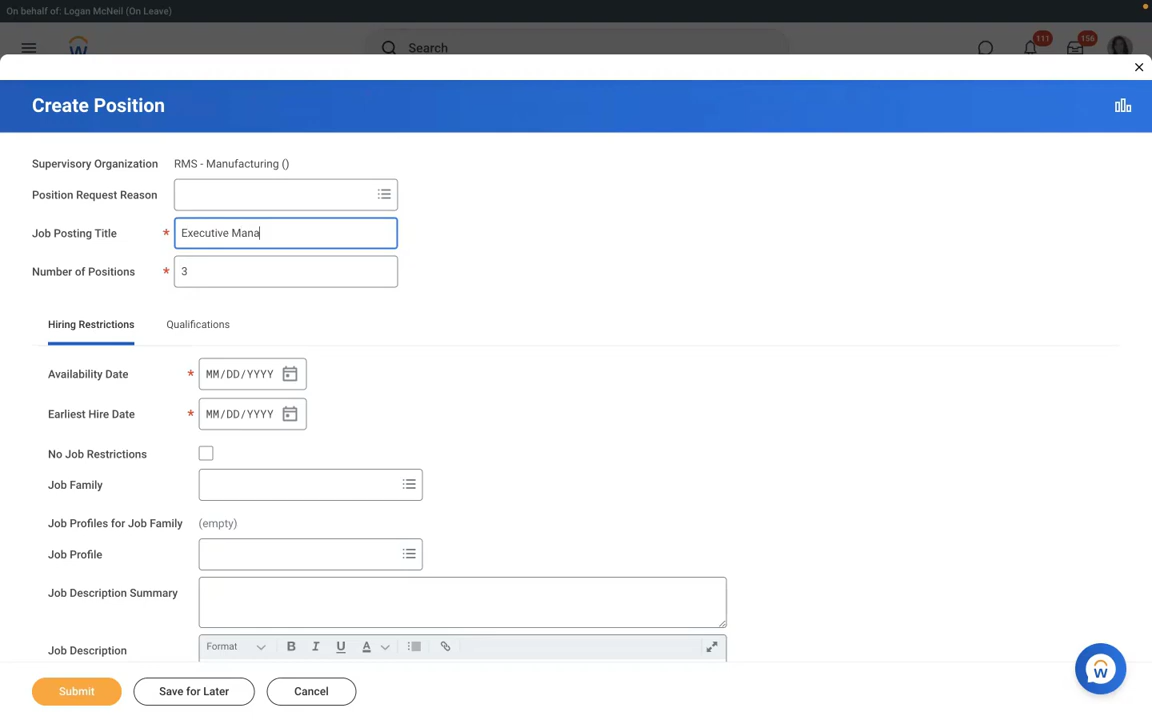 On behalf of: Logan McNeil (On Leave)
Search
111
156
Create Position
Supervisory Organization RMS - Manufacturing ()
Position Request Reason
Job Posting Title * Executive Mana
Number of Positions * 3
Hiring Restrictions Qualifications
Availability Date * MM/DD/YYYY
Earliest Hire Date * MM/DD/YYYY
No Job Restrictions
Job Family
Job Profiles for Job Family (empty)
Job Profile
Job Description Summary
Job Description Format B I U A
Submit Save for Later Cancel